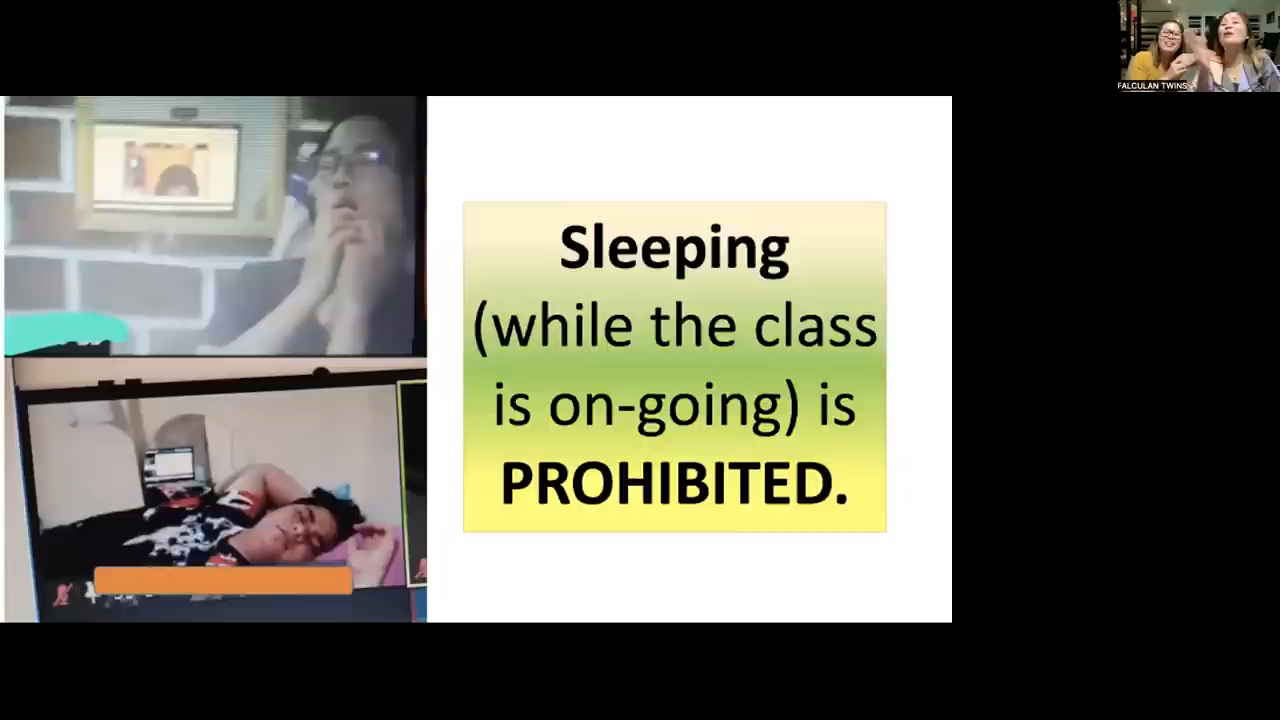 FALCULAN TWINS
Sleeping
(while the class
is on-going) is
PROHIBITED.